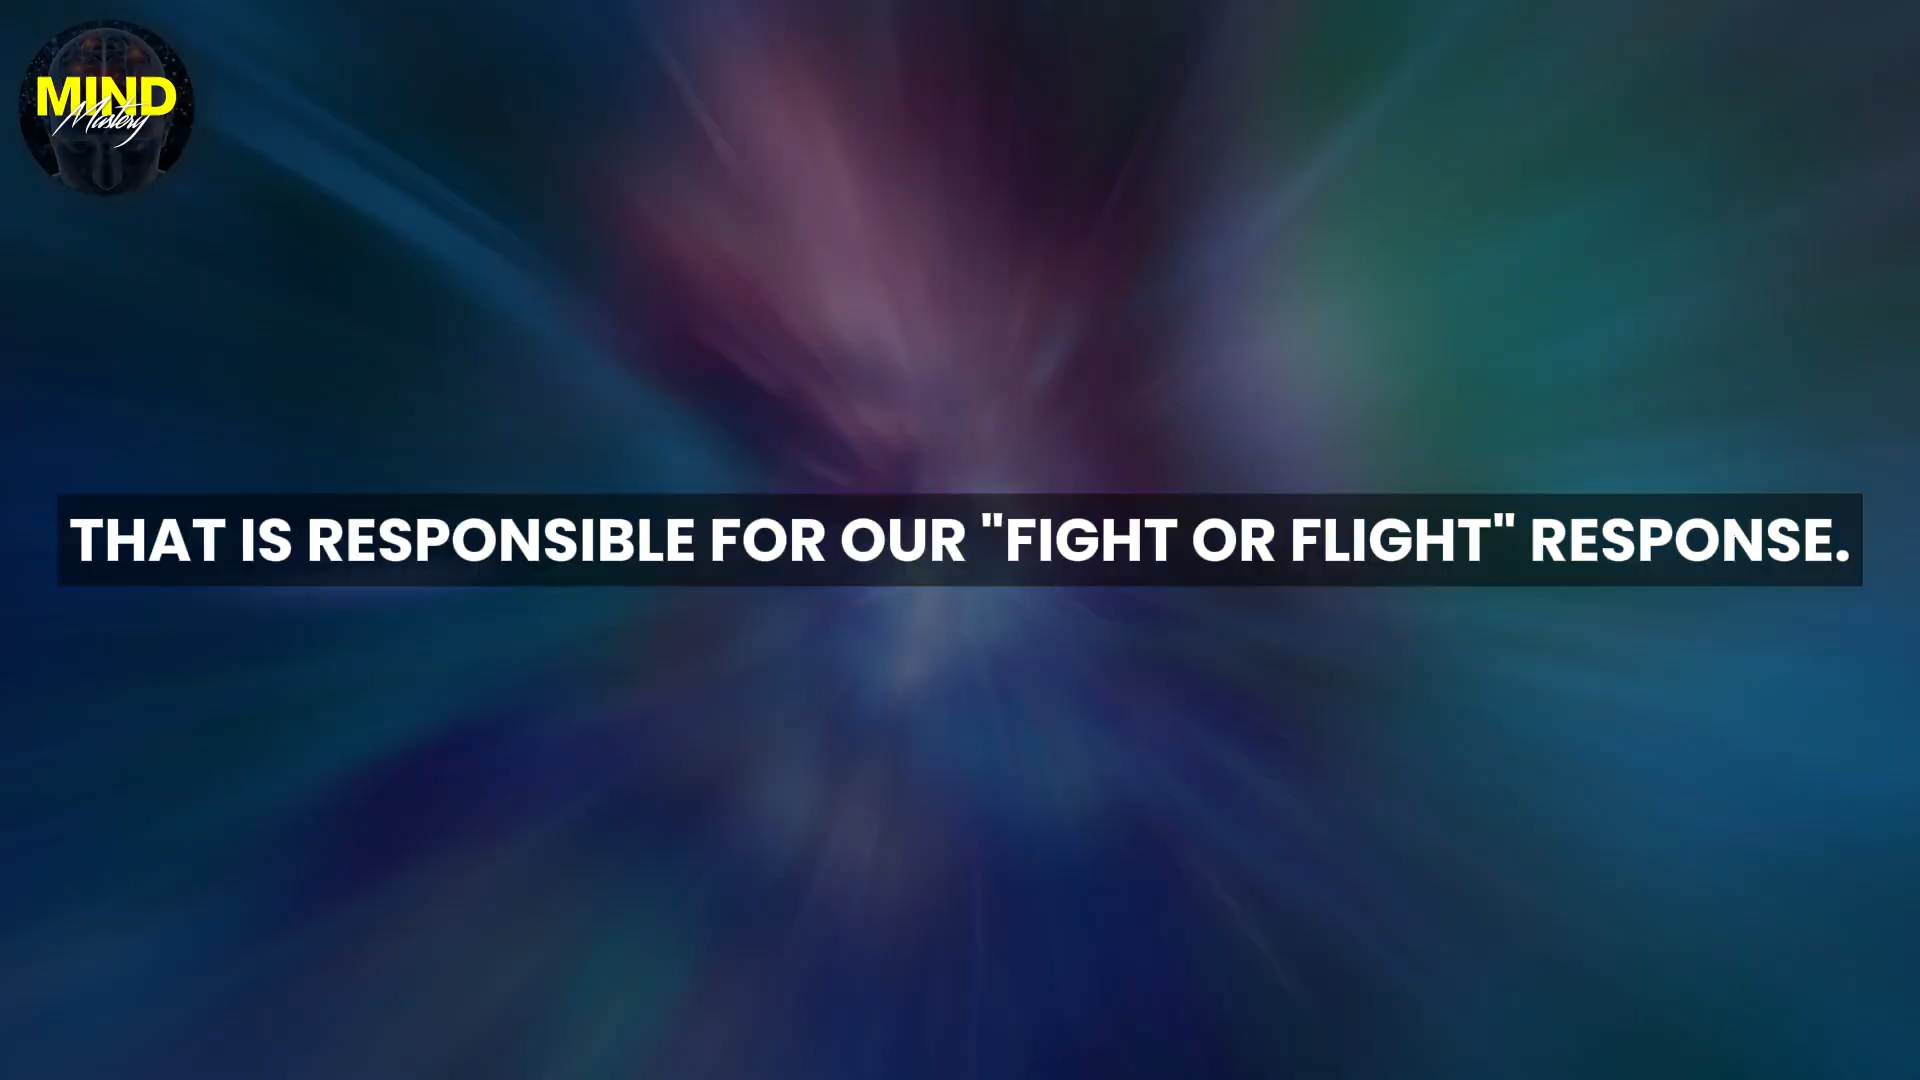 MIND
Mastery
THAT IS RESPONSIBLE FOR OUR "FIGHT OR FLIGHT" RESPONSE.